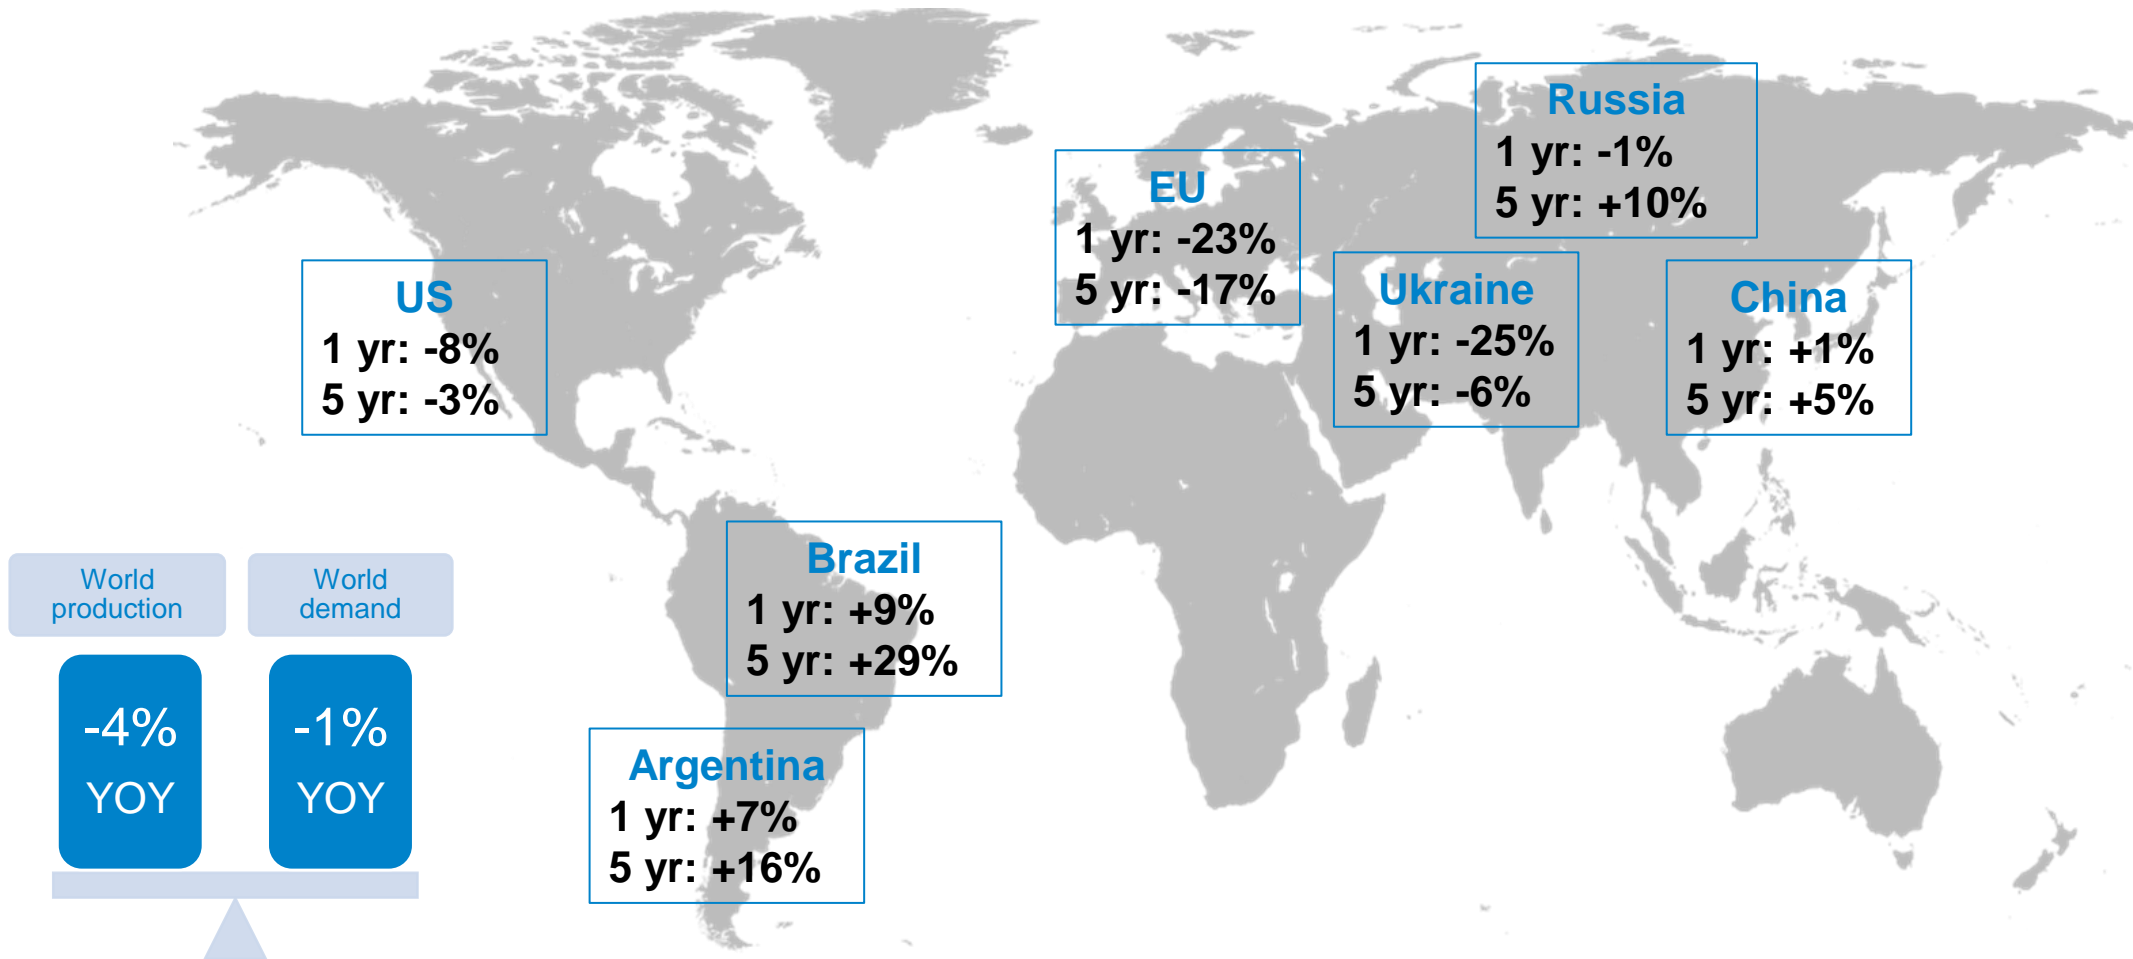 Russia
1 yr: -1%
5 yr: +10%
EU
1 yr: -23%
5 yr: -17%
US
1 yr: -8%
5 yr: -3%
Ukraine
1 yr: -25%
5 yr: -6%
China
1 yr: +1%
5 yr: +5%
Brazil
1 yr: +9%
5 yr: +29%
Argentina
1 yr: +7%
5 yr: +16%
World
production
World
demand
-4%
YOY
-1%
YOY